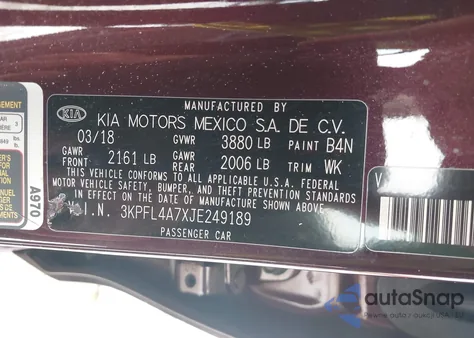 MANUFACTURED BY
KIA KIA MOTORS MEXICO S.A. DE C.V.
03/18 GVWR 3880 LB PAINT B4N
GAWR FRONT 2161 LB GAWR REAR 2006 LB TRIM WK
THIS VEHICLE CONFORMS TO ALL APPLICABLE U.S.A. FEDERAL
MOTOR VEHICLE SAFETY, BUMPER, AND THEFT PREVENTION
STANDARDS IN EFFECT ON THE DATE OF MANUFACTURE SHOWN ABOVE.
V.I.N. 3KPFL4A7XJE249189
PASSENGER CAR
A970
autoSnap